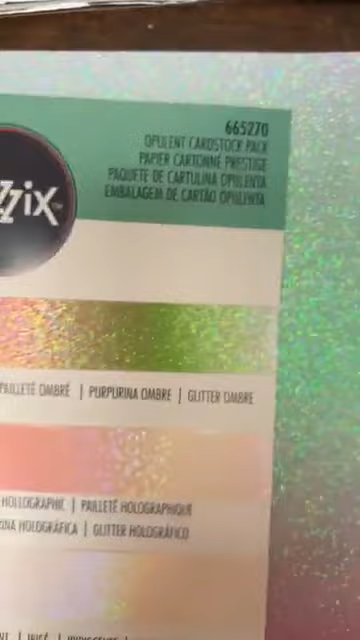 665270
OPULENT CARDSTOCK PACK
PAPIER CARTONNÉ PRESTIGE
PAQUETE DE CARTULINA OPULENTA
EMBALAGEM DE CARTÃO OPULENTA
zzix
PAILLETÉ OMBRÉ | PURPURINA OMBRE | GLITTER OMBRE
HOLLOGRAPHIC | PAILLETÉ HOLOGRAPHIQUE
INA HOLOGRÁFICA | GLITTER HOLOGRÁFICO